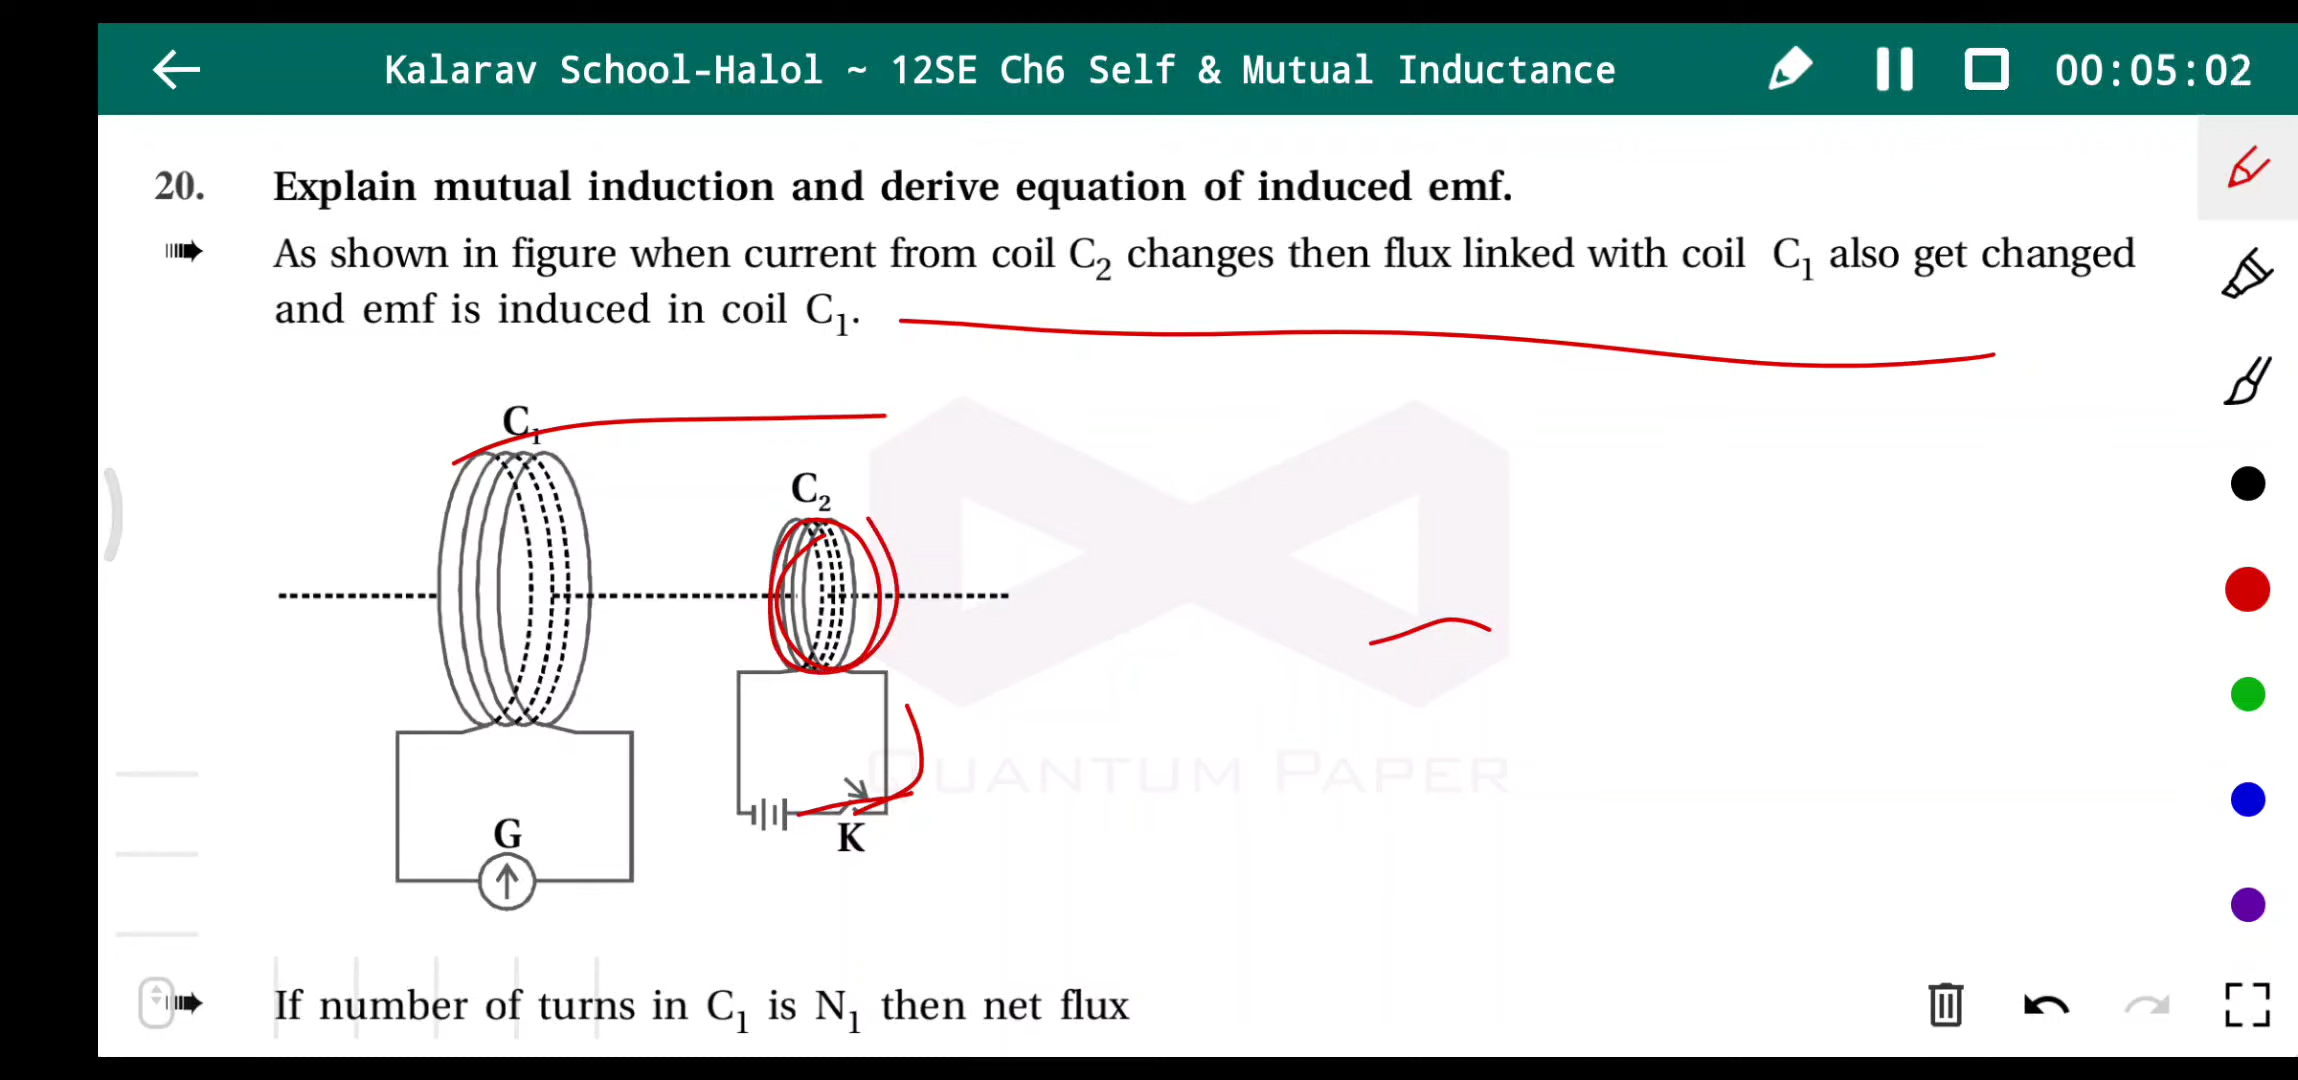 Kalarav School-Halol ~ 12SE Ch6 Self & Mutual Inductance
00:05:02
20. Explain mutual induction and derive equation of induced emf.
As shown in figure when current from coil C₂ changes then flux linked with coil C₁ also get changed
and emf is induced in coil C₁.
C₁
C₂
QUANTUM PAPER
G
K
If number of turns in C₁ is N₁ then net flux